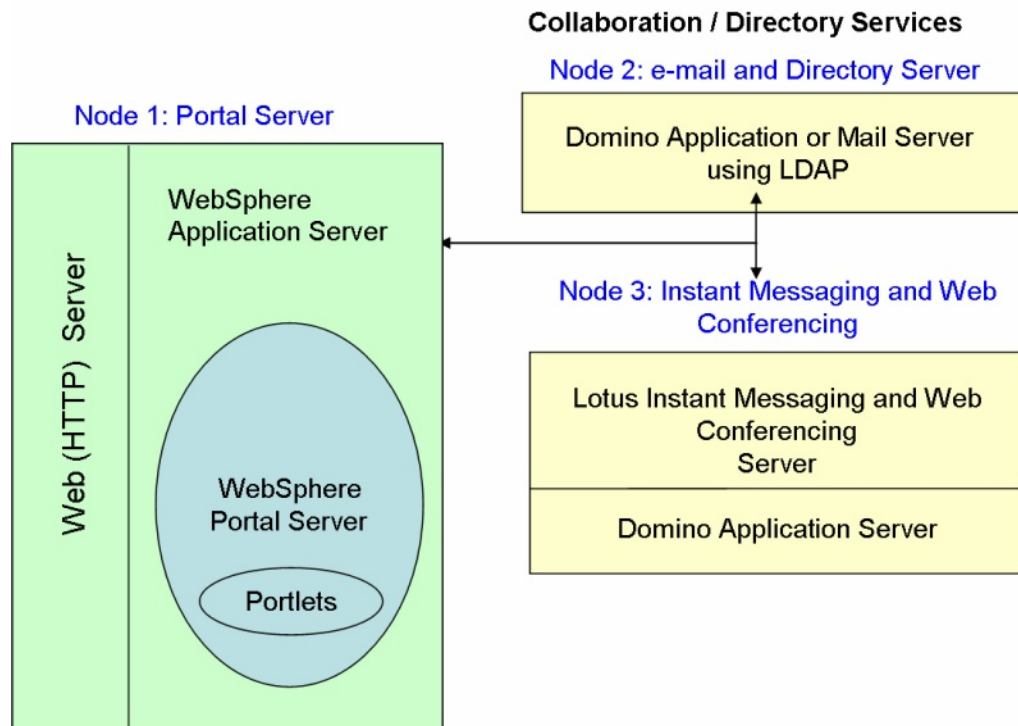 Collaboration / Directory Services
Node 2: e-mail and Directory Server
Node 1: Portal Server
Domino Application or Mail Server
using LDAP
WebSphere
Application Server
Web (HTTP) Server
Node 3: Instant Messaging and Web
Conferencing
Lotus Instant Messaging and Web
Conferencing
Server
WebSphere
Portal Server
Domino Application Server
Portlets